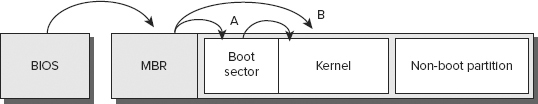 A
B
BIOS
MBR
Boot
sector
Kernel
Non-boot partition